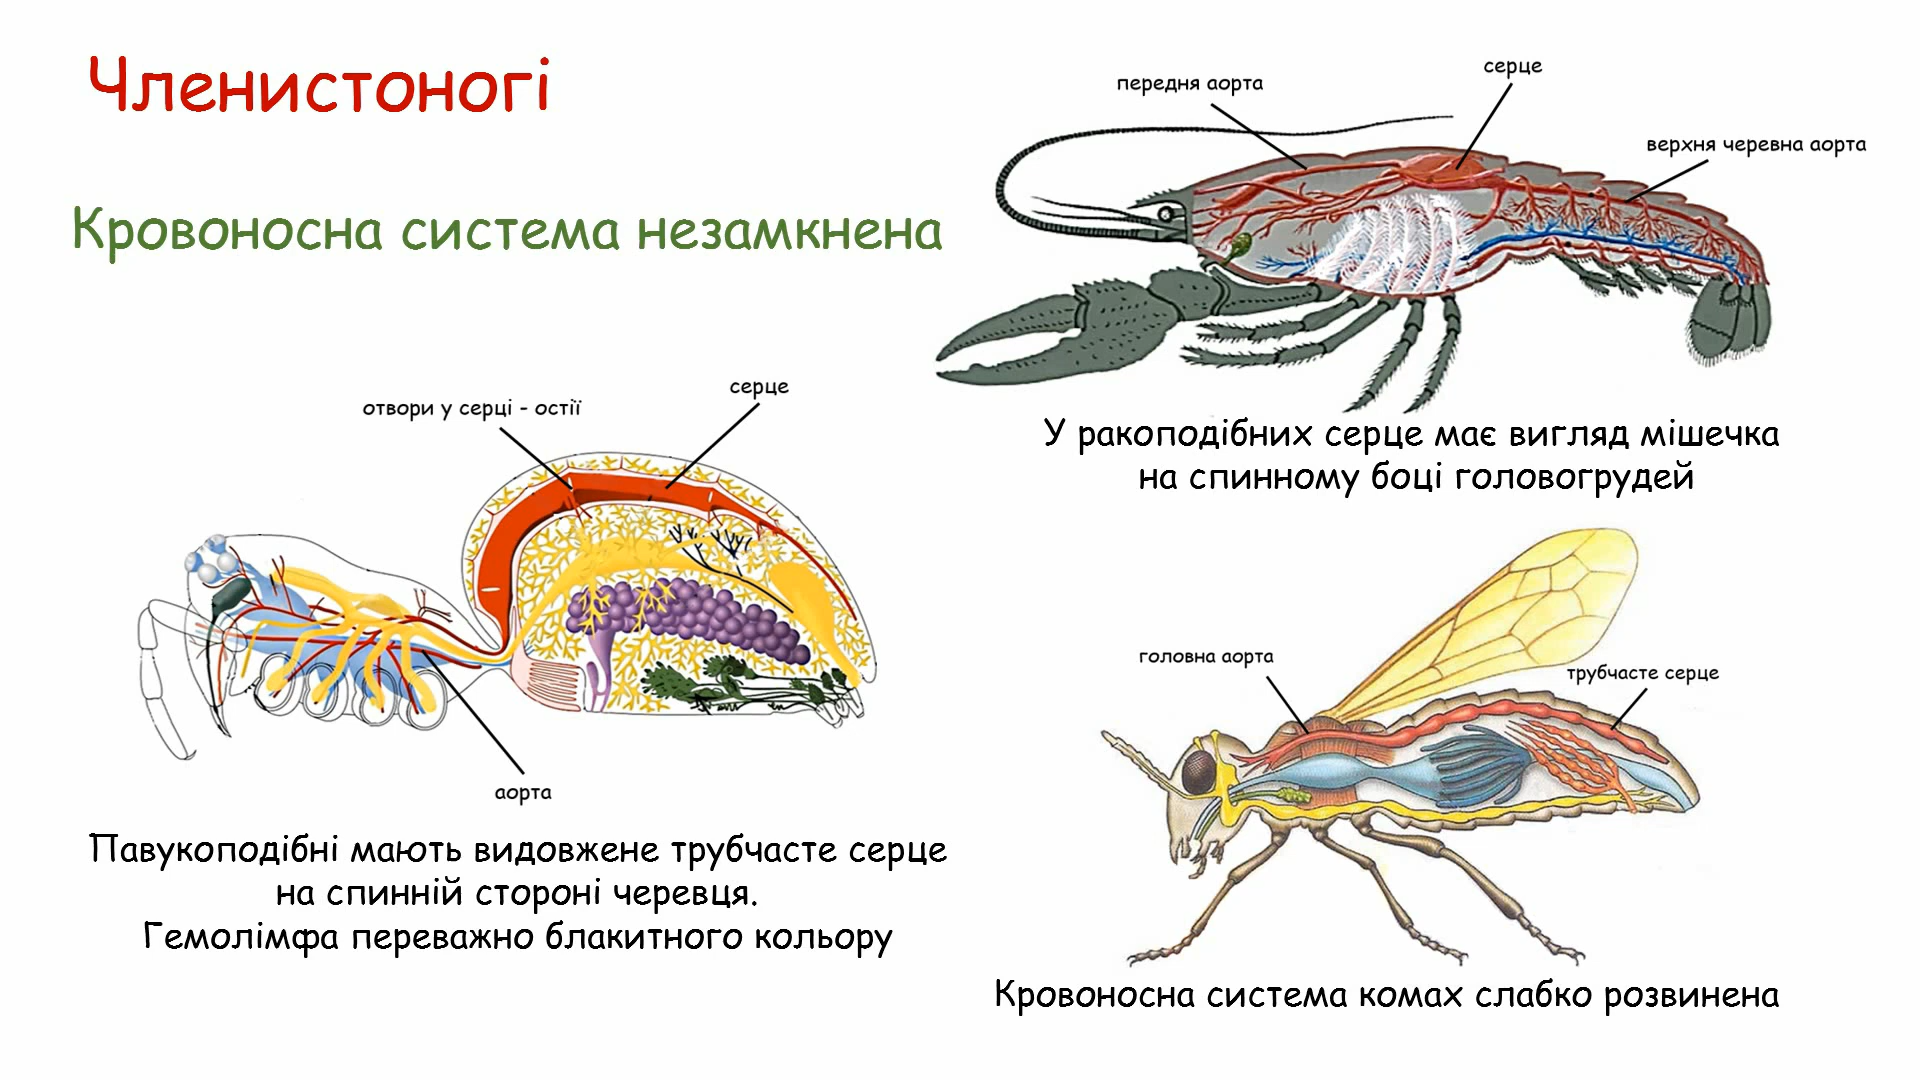 Членистоногі
Кровоносна система незамкнена
передня аорта
серце
верхня черевна аорта
У ракоподібних серце має вигляд мішечка
на спинному боці головогрудей
отвори у серці - остії
серце
аорта
Павукоподібні мають видовжене трубчасте серце
на спинній стороні черевця.
Гемолімфа переважно блакитного кольору
головна аорта
трубчасте серце
Кровоносна система комах слабко розвинена